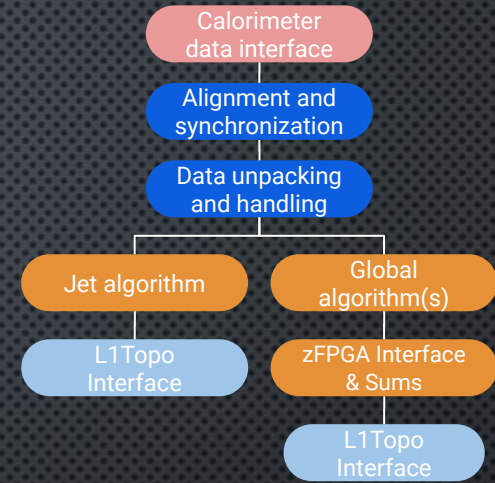 Calorimeter
data interface
Alignment and
synchronization
Data unpacking
and handling
Jet algorithm
Global
algorithm(s)
L1Topo
Interface
zFPGA Interface
& Sums
L1Topo
Interface